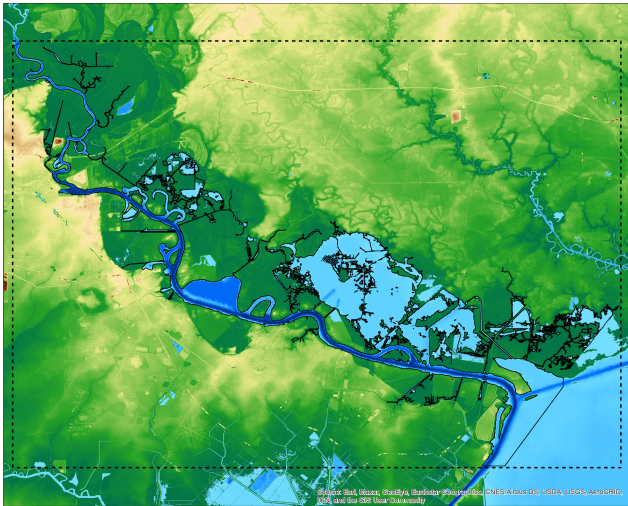 Source: Esri, Maxar, GeoEye, Earthstar Geographics, CNES/Airbus DS, USDA, USGS, AeroGRID,
IGN, and the GIS User Community